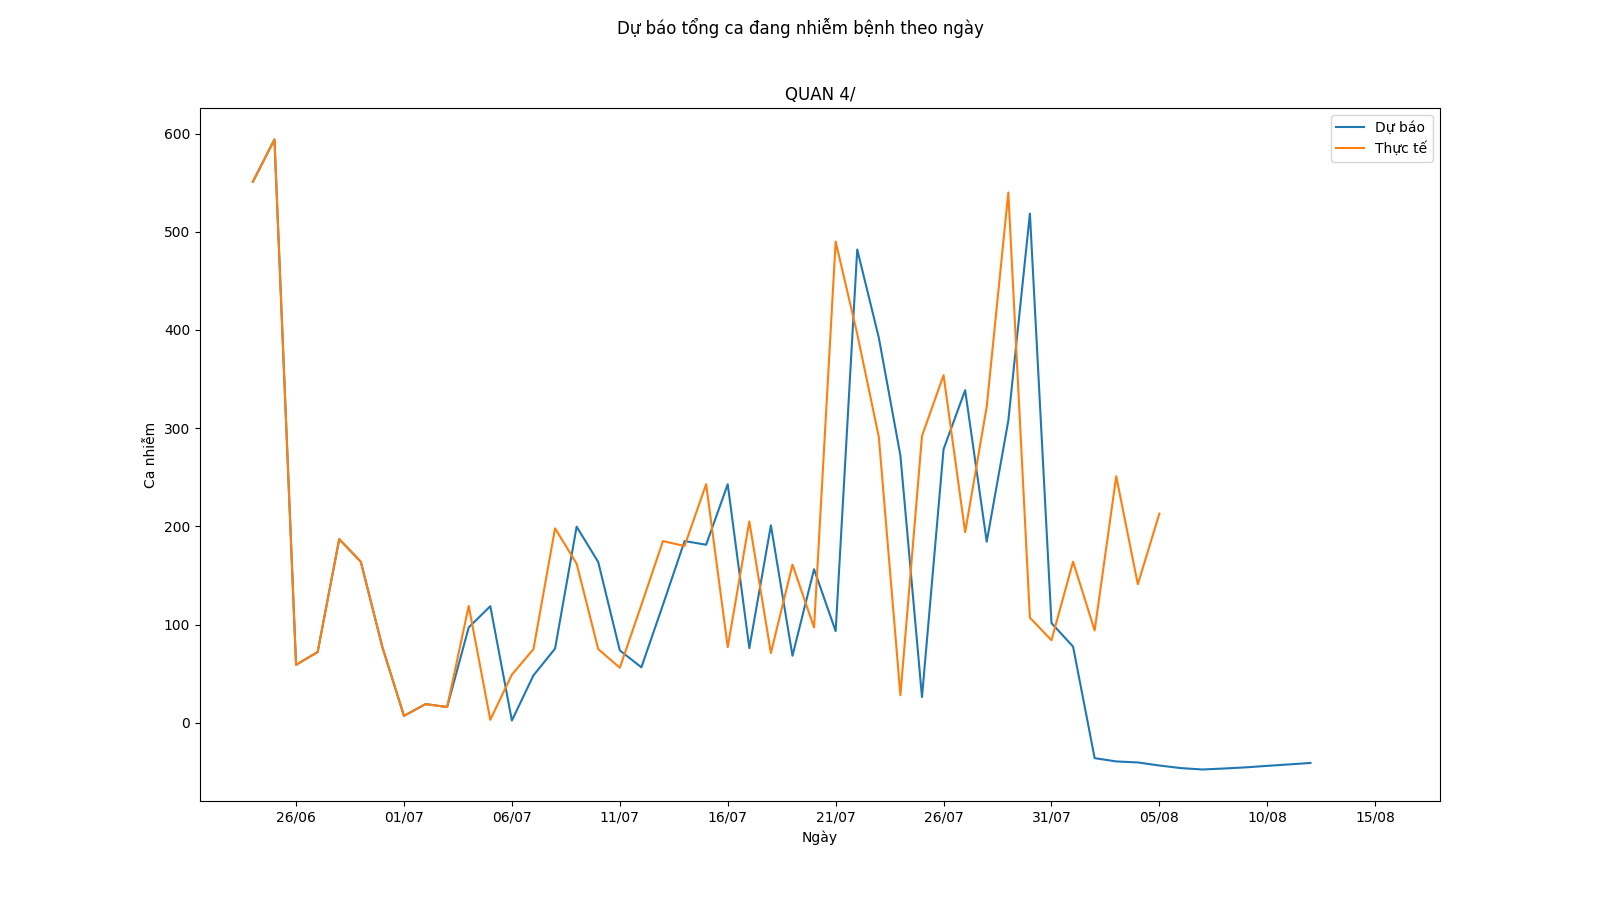 Dự báo tổng ca đang nhiễm bệnh theo ngày
QUAN 4/
Dự báo
Thực tế
600
500
400
300
200
100
0
Ca nhiễm
26/06 01/07 06/07 11/07 16/07 21/07 26/07 31/07 05/08 10/08 15/08
Ngày